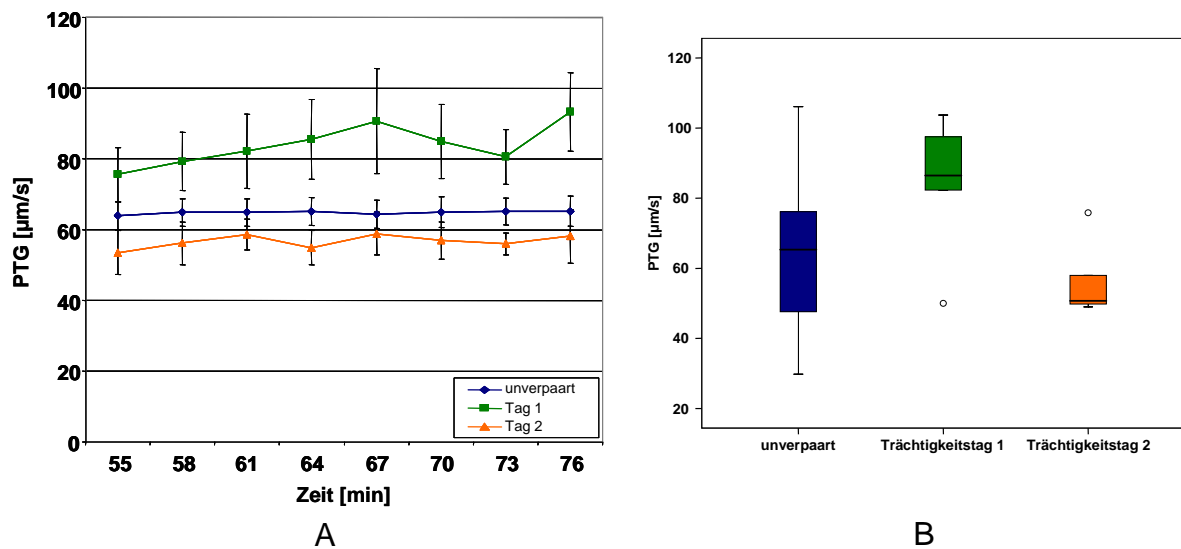 120
100
80
60
40
20
0
PTG [µm/s]
55 58 61 64 67 70 73 76
Zeit [min]
unverpaart
Tag 1
Tag 2
A
120
100
80
60
40
20
PTG [µm/s]
unverpaart Trächtigkeitstag 1 Trächtigkeitstag 2
B